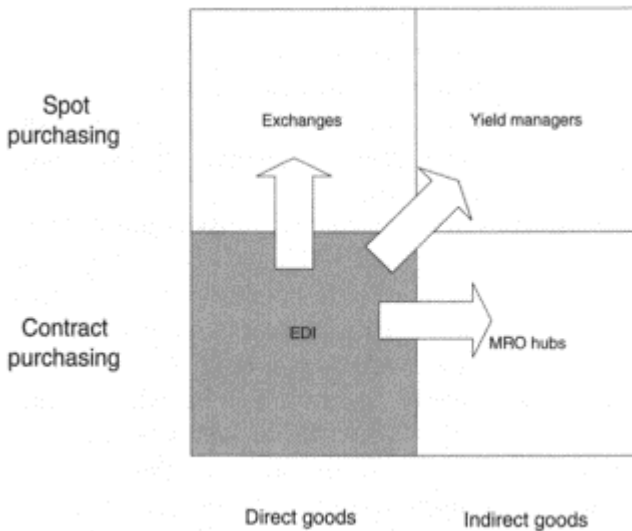 Spot
purchasing
Exchanges
Yield managers
Contract
purchasing
EDI
MRO hubs
Direct goods
Indirect goods